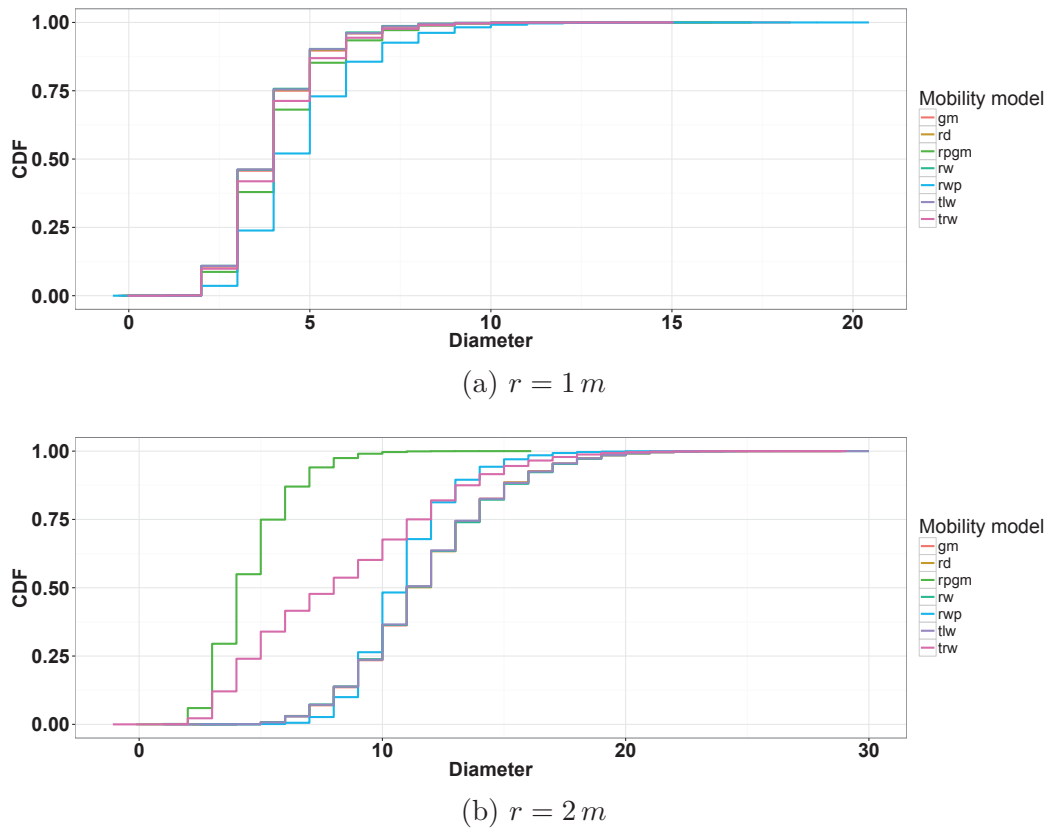 1.00
0.75
0.50
0.25
0.00
CDF
0 5 10 15 20
Diameter
Mobility model
gm
rd
rpgm
rw
rwp
tlw
trw
(a) r = 1 m
1.00
0.75
0.50
0.25
0.00
CDF
0 10 20 30
Diameter
Mobility model
gm
rd
rpgm
rw
rwp
tlw
trw
(b) r = 2 m